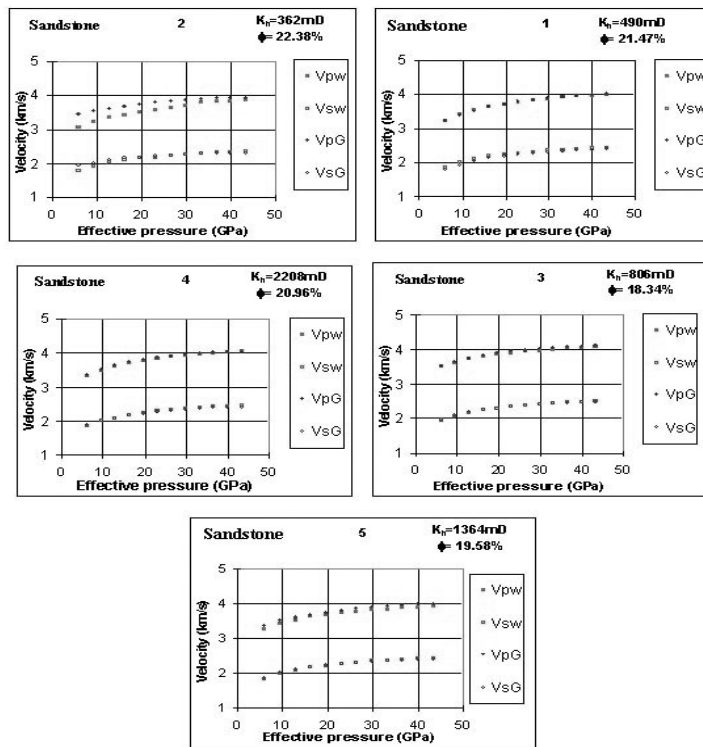 Sandstone 2 Kₕ=362mD
ϕ= 22.38%
5
4
3
2
1
0 10 20 30 40 50
Velocity (km/s)
Effective pressure (GPa)
Vpw
Vsw
VpG
VsG
Sandstone 1 Kₕ=490mD
ϕ= 21.47%
5
4
3
2
1
0 10 20 30 40 50
Velocity (km/s)
Effective pressure (GPa)
Vpw
Vsw
VpG
VsG
Sandstone 4 Kₕ=2208mD
ϕ= 20.96%
5
4
3
2
1
0 10 20 30 40 50
Velocity (km/s)
Effective pressure (GPa)
Vpw
Vsw
VpG
VsG
Sandstone 3 Kₕ=806mD
ϕ= 18.34%
5
4
3
2
1
0 10 20 30 40 50
Velocity (km/s)
Effective pressure (GPa)
Vpw
Vsw
VpG
VsG
Sandstone 5 Kₕ=1364mD
ϕ= 19.58%
5
4
3
2
1
0 10 20 30 40 50
Velocity (km/s)
Effective pressure (GPa)
Vpw
Vsw
VpG
VsG